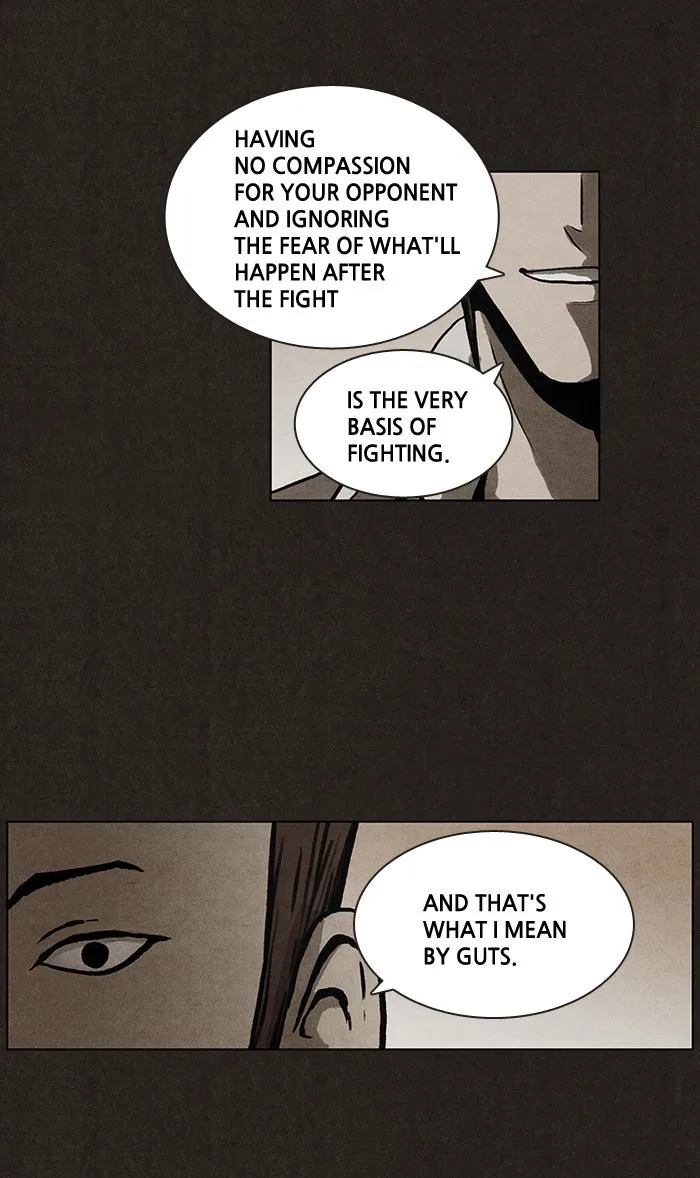 HAVING
NO COMPASSION
FOR YOUR OPPONENT
AND IGNORING
THE FEAR OF WHAT'LL
HAPPEN AFTER
THE FIGHT
IS THE VERY
BASIS OF
FIGHTING.
AND THAT'S
WHAT I MEAN
BY GUTS.